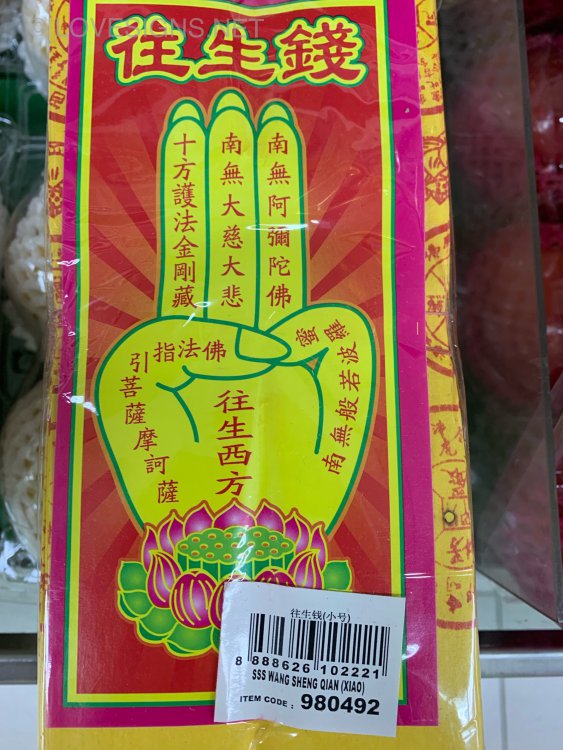 LOVESIGNS.NET
往生錢
南無阿彌陀佛
南無大慈大悲
十方護法金剛藏
佛法指引
菩薩摩訶薩
往生西方
南無般若波羅蜜
往生钱(小号)
8 888626 102221
SSS WANG SHENG QIAN (XIAO)
ITEM CODE : 980492